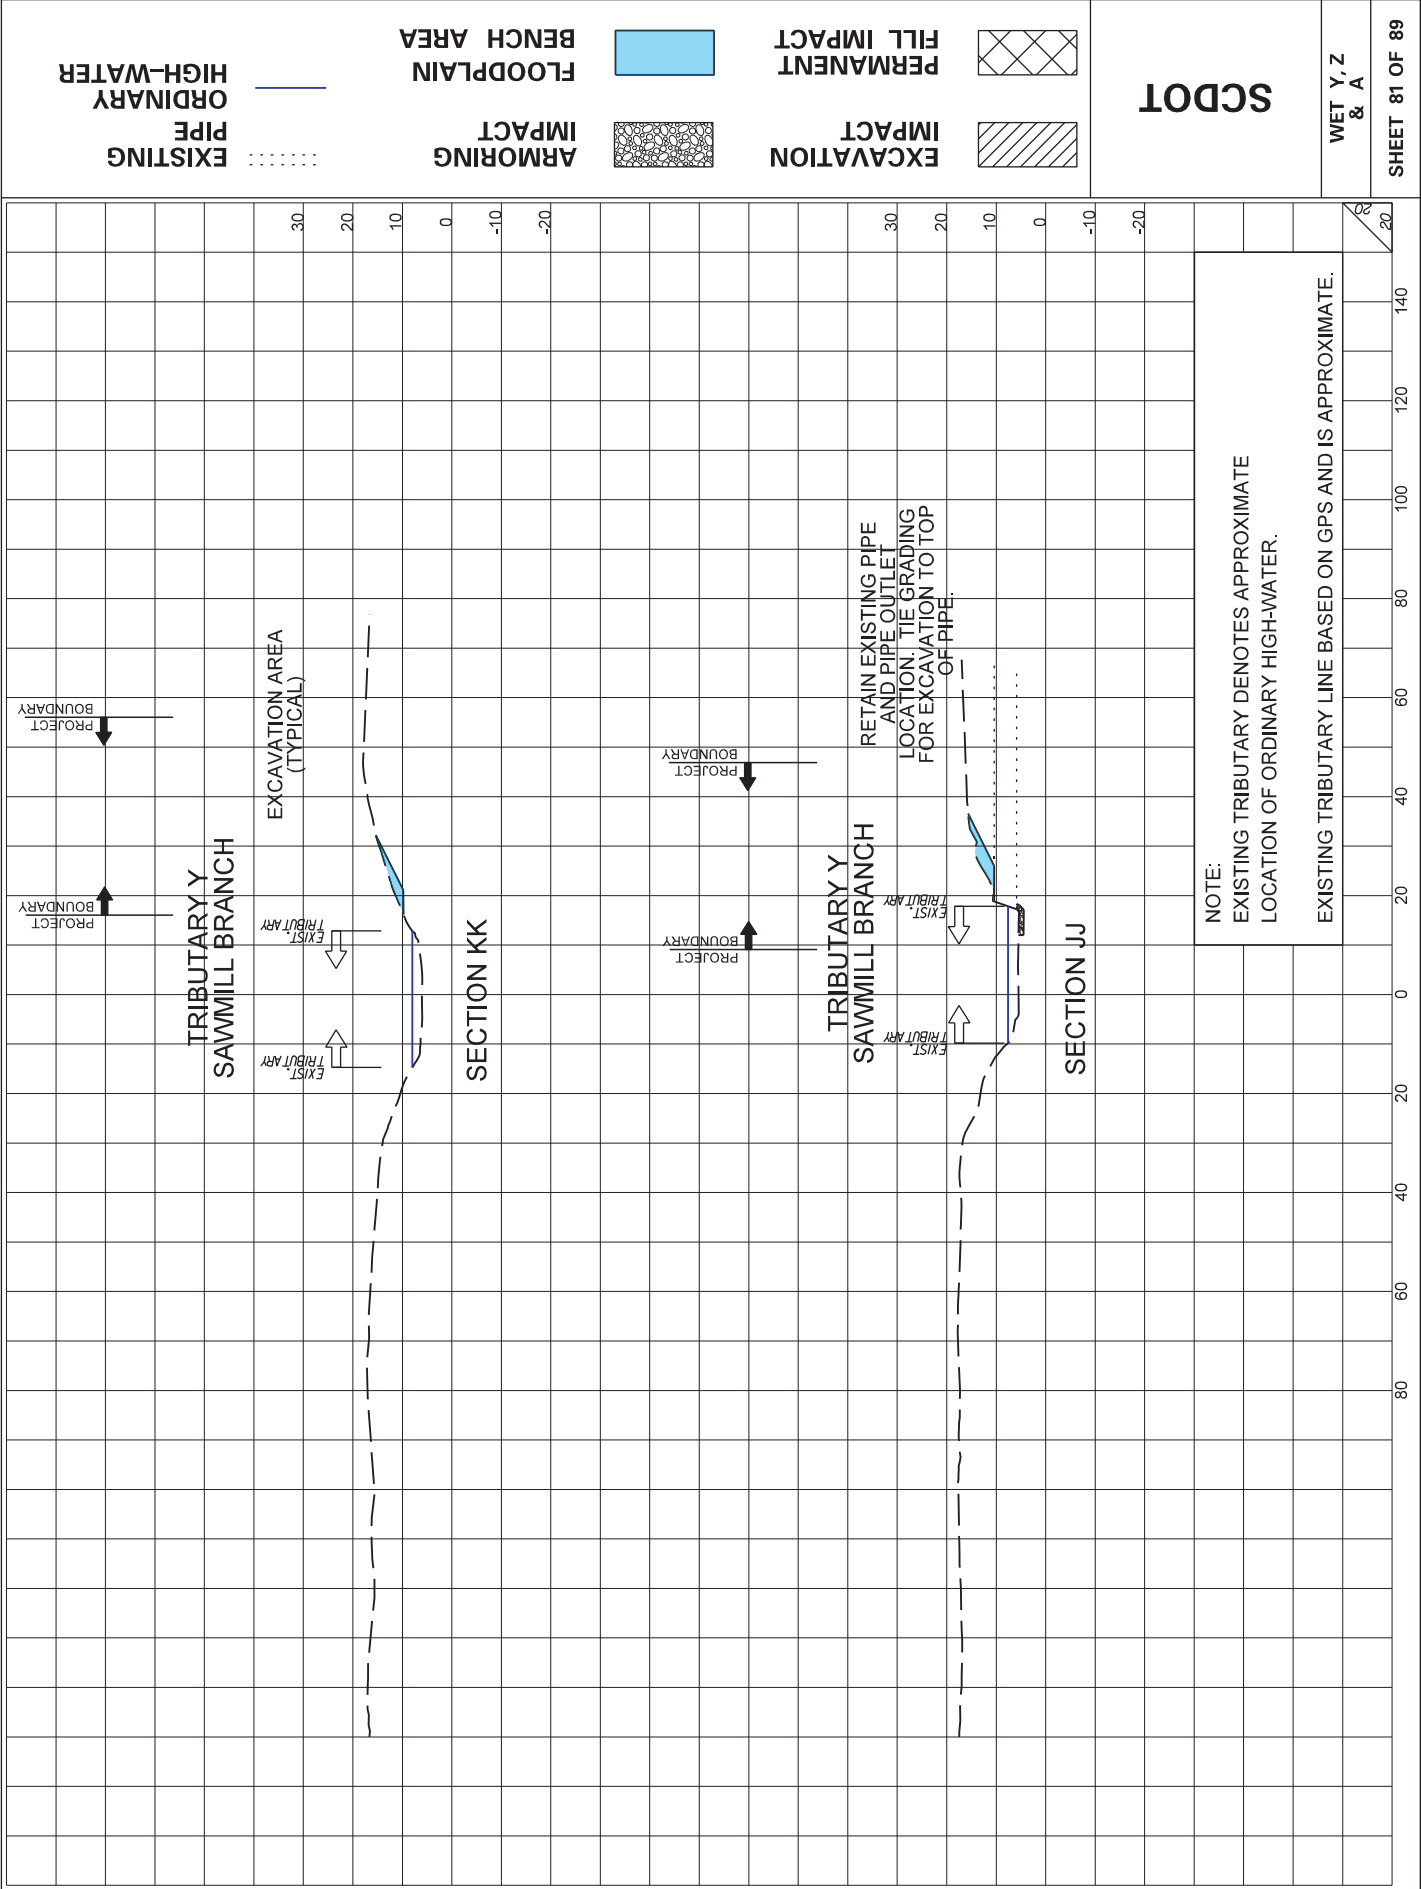 EXISTING
PIPE
ORDINARY
HIGH-WATER
ARMORING
IMPACT
FLOODPLAIN
BENCH AREA
EXCAVATION
IMPACT
PERMANENT
FILL IMPACT
SCDOT
WET Y, Z
& A
SHEET 81 OF 89
PROJECT
BOUNDARY
PROJECT
BOUNDARY
TRIBUTARY Y
SAWMILL BRANCH
EXCAVATION AREA
(TYPICAL)
EXIST.
TRIBUTARY
EXIST.
TRIBUTARY
30
20
10
0
-10
-20
SECTION KK
PROJECT
BOUNDARY
PROJECT
BOUNDARY
TRIBUTARY Y
SAWMILL BRANCH
RETAIN EXISTING PIPE
AND PIPE OUTLET
LOCATION. TIE GRADING
FOR EXCAVATION TO TOP
OF PIPE.
EXIST.
TRIBUTARY
EXIST.
TRIBUTARY
30
20
10
0
-10
-20
SECTION JJ
NOTE:
EXISTING TRIBUTARY DENOTES APPROXIMATE
LOCATION OF ORDINARY HIGH-WATER.
EXISTING TRIBUTARY LINE BASED ON GPS AND IS APPROXIMATE.
80
60
40
20
0
20
40
60
80
100
120
140
20
20